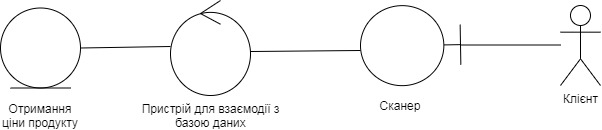 Отримання
ціни продукту
Пристрій для взаємодії з
базою даних
Сканер
Клієнт